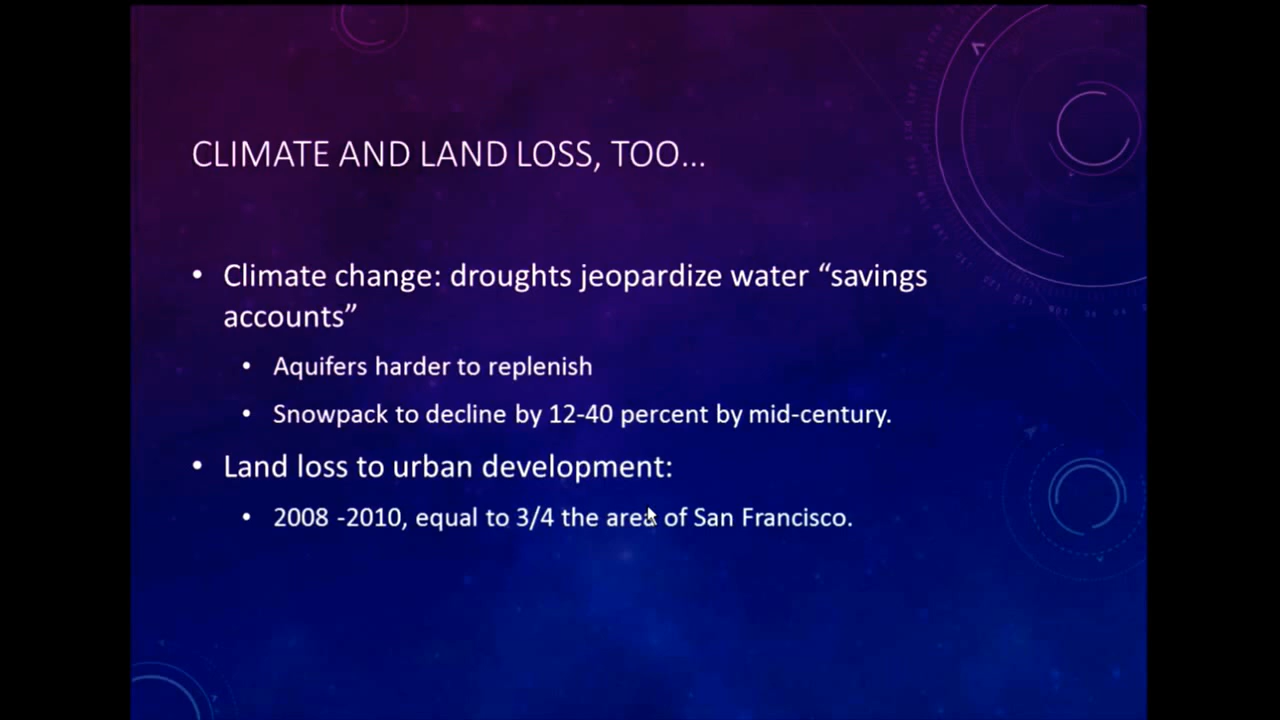 CLIMATE AND LAND LOSS, TOO...
• Climate change: droughts jeopardize water “savings
accounts”
• Aquifers harder to replenish
• Snowpack to decline by 12-40 percent by mid-century.
• Land loss to urban development:
• 2008 -2010, equal to 3/4 the area of San Francisco.